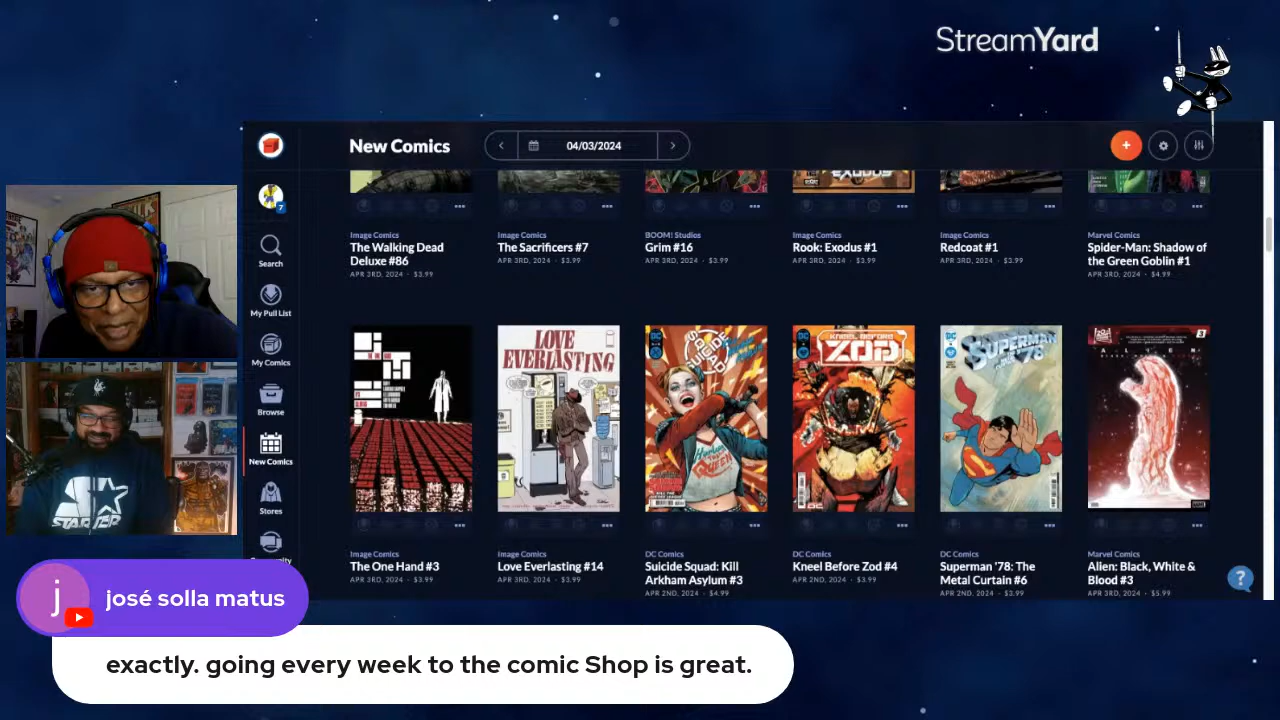 StreamYard
New Comics
04/03/2024
Search
My Pull List
My Comics
Browse
New Comics
Stores
Image Comics
The Walking Dead
Deluxe #86
APR 3RD, 2024 · $3.99
Image Comics
The Sacrificers #7
APR 3RD, 2024 · $3.99
BOOM! Studios
Grim #16
APR 3RD, 2024 · $3.99
EXODUS
Image Comics
Rook: Exodus #1
APR 3RD, 2024 · $3.99
Image Comics
Redcoat #1
APR 3RD, 2024 · $3.99
Marvel Comics
Spider-Man: Shadow of
the Green Goblin #1
APR 3RD, 2024 · $4.99
LOVE
EVERLASTING
SUICIDE
KNEEL BEFORE
ZOD
SUPERMAN
'78
ALIEN
Image Comics
The One Hand #3
APR 3RD, 2024 · $3.99
Image Comics
Love Everlasting #14
APR 3RD, 2024 · $3.99
DC Comics
Suicide Squad: Kill
Arkham Asylum #3
APR 2ND, 2024 · $4.99
DC Comics
Kneel Before Zod #4
APR 2ND, 2024 · $3.99
DC Comics
Superman '78: The
Metal Curtain #6
APR 2ND, 2024 · $3.99
Marvel Comics
Alien: Black, White &
Blood #3
APR 3RD, 2024 · $5.99
STARTER
j
josé solla matus
exactly. going every week to the comic Shop is great.